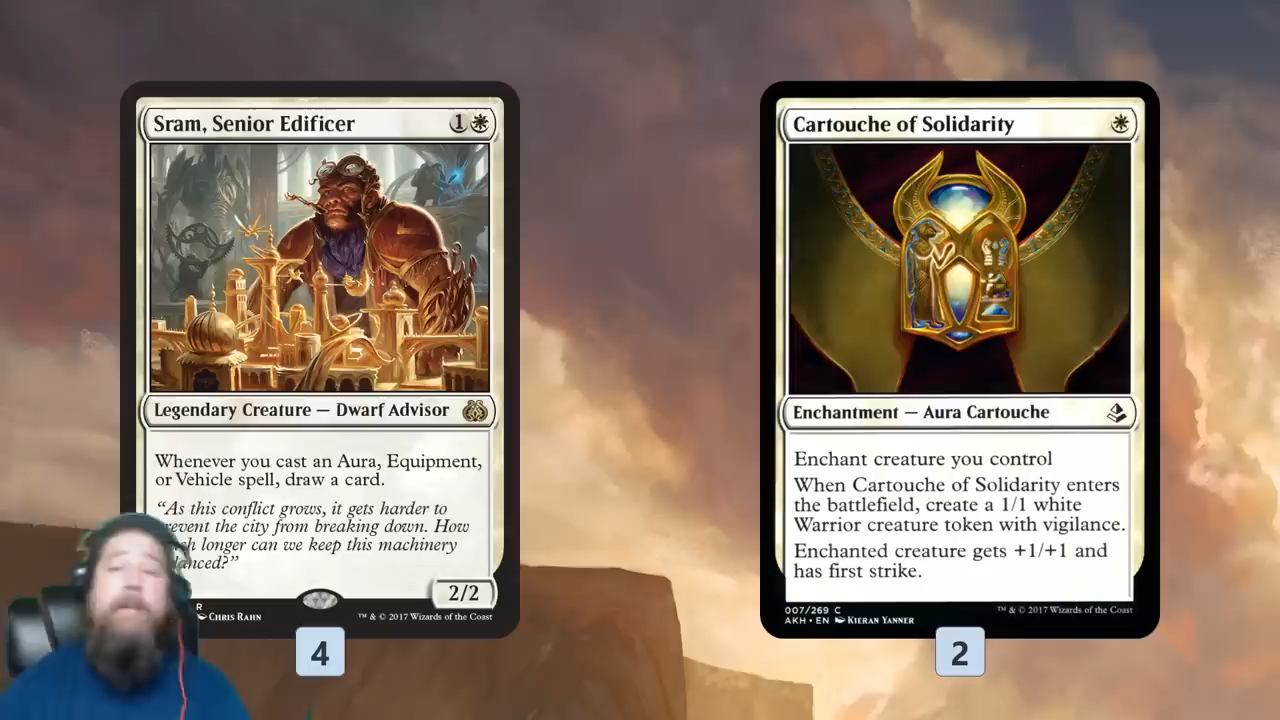 Sram, Senior Edificer
1
Legendary Creature — Dwarf Advisor
Whenever you cast an Aura, Equipment,
or Vehicle spell, draw a card.
“As this conflict grows, it gets harder to
the city from breaking down. How
longer can we keep this machinery
2/2
R
Chris Rahn
™ & © 2017 Wizards of the Coast
4
Cartouche of Solidarity
Enchantment — Aura Cartouche
Enchant creature you control
When Cartouche of Solidarity enters
the battlefield, create a 1/1 white
Warrior creature token with vigilance.
Enchanted creature gets +1/+1 and
has first strike.
007/269 C
AKH • EN Kieran Yanner
™ & © 2017 Wizards of the Coast
2